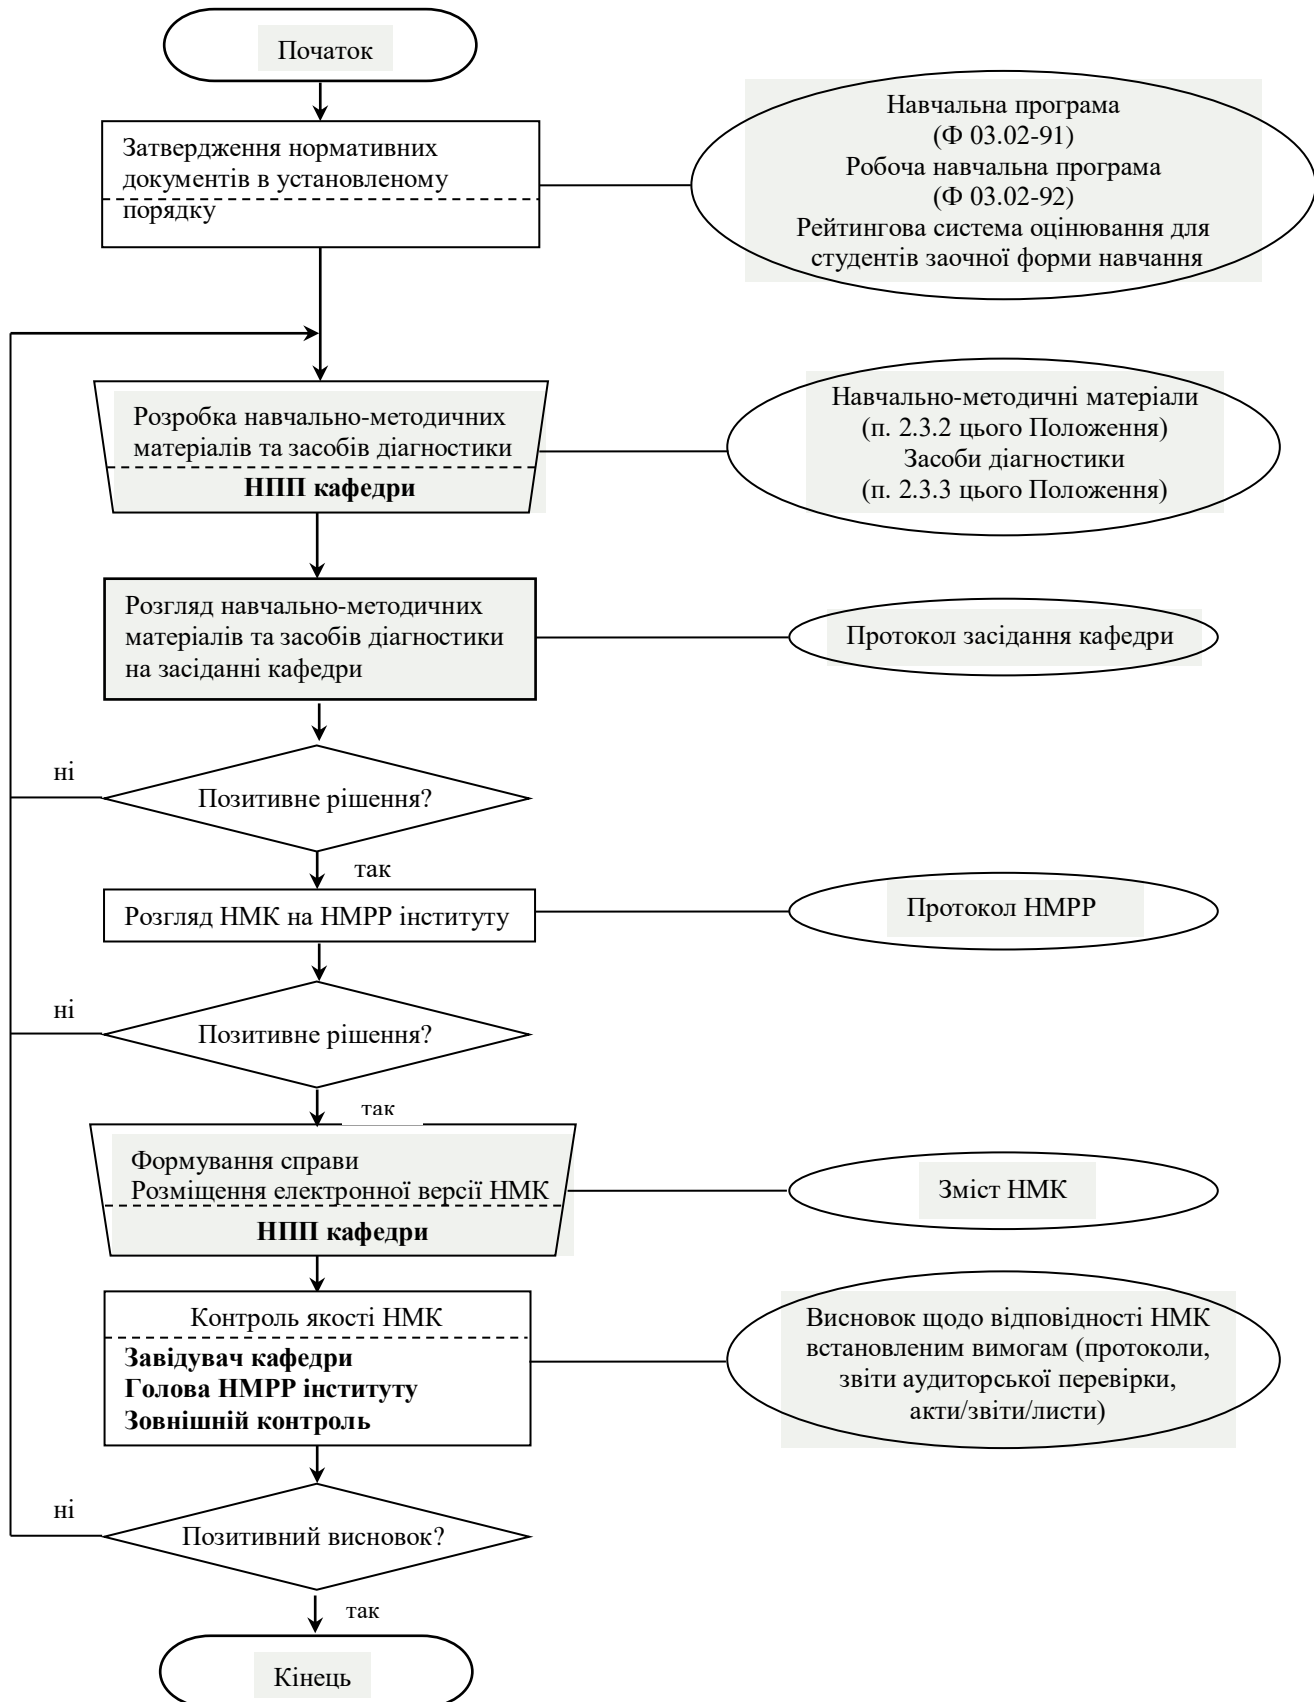 Початок
Затвердження нормативних
документів в установленому
порядку
Навчальна програма
(Ф 03.02-91)
Робоча навчальна програма
(Ф 03.02-92)
Рейтингова система оцінювання для
студентів заочної форми навчання
Розробка навчально-методичних
матеріалів та засобів діагностики
НПП кафедри
Навчально-методичні матеріали
(п. 2.3.2 цього Положення)
Засоби діагностики
(п. 2.3.3 цього Положення)
Розгляд навчально-методичних
матеріалів та засобів діагностики
на засіданні кафедри
Протокол засідання кафедри
ні
Позитивне рішення?
так
Розгляд НМК на НМРР інституту
Протокол НМРР
ні
Позитивне рішення?
так
Формування справи
Розміщення електронної версії НМК
НПП кафедри
Зміст НМК
Контроль якості НМК
Завідувач кафедри
Голова НМРР інституту
Зовнішній контроль
Висновок щодо відповідності НМК
встановленим вимогам (протоколи,
звіти аудиторської перевірки,
акти/звіти/листи)
ні
Позитивний висновок?
так
Кінець